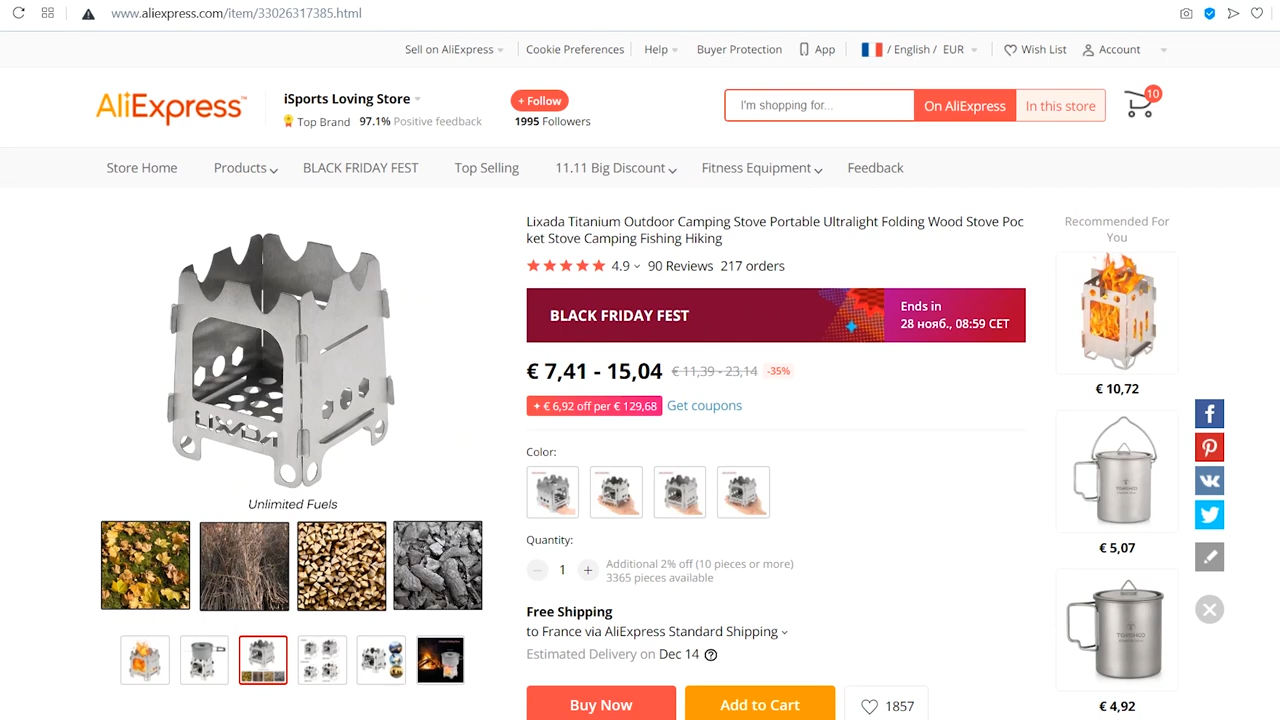 www.aliexpress.com/item/33026317385.html
Sell on AliExpress
Cookie Preferences
Help
Buyer Protection
App
/ English / EUR
Wish List
Account
AliExpress™
iSports Loving Store
Top Brand 97.1% Positive feedback
+ Follow
1995 Followers
I'm shopping for...
On AliExpress
In this store
10
Store Home
Products
BLACK FRIDAY FEST
Top Selling
11.11 Big Discount
Fitness Equipment
Feedback
LIXADA
Unlimited Fuels
Lixada Titanium Outdoor Camping Stove Portable Ultralight Folding Wood Stove Poc
ket Stove Camping Fishing Hiking
4.9 90 Reviews 217 orders
BLACK FRIDAY FEST
Ends in
28 нояб., 08:59 CET
€ 7,41 - 15,04 € 11,39 - 23,14 -35%
+ € 6,92 off per € 129,68 Get coupons
Color:
Quantity:
1
Additional 2% off (10 pieces or more)
3365 pieces available
Free Shipping
to France via AliExpress Standard Shipping
Estimated Delivery on Dec 14
Buy Now
Add to Cart
1857
Recommended For
You
€ 10,72
€ 5,07
€ 4,92